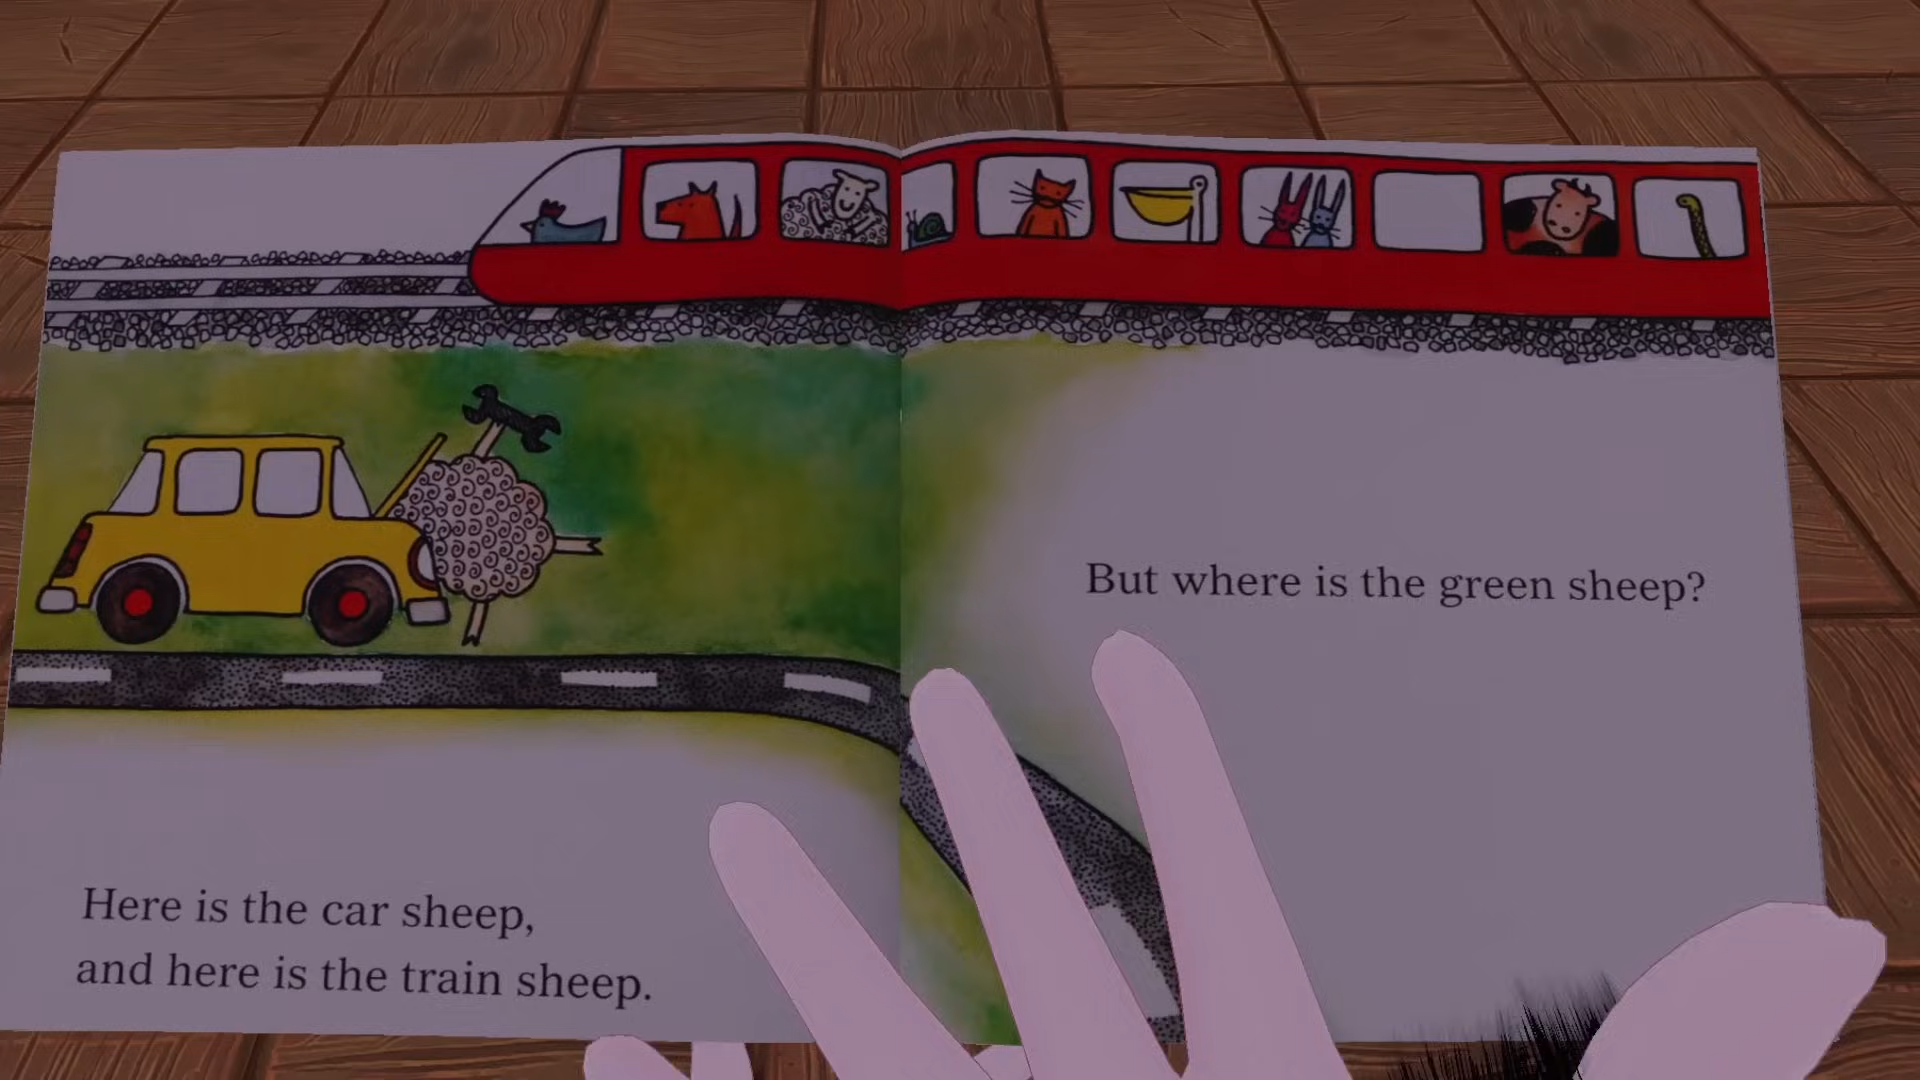 Here is the car sheep,
and here is the train sheep.
But where is the green sheep?